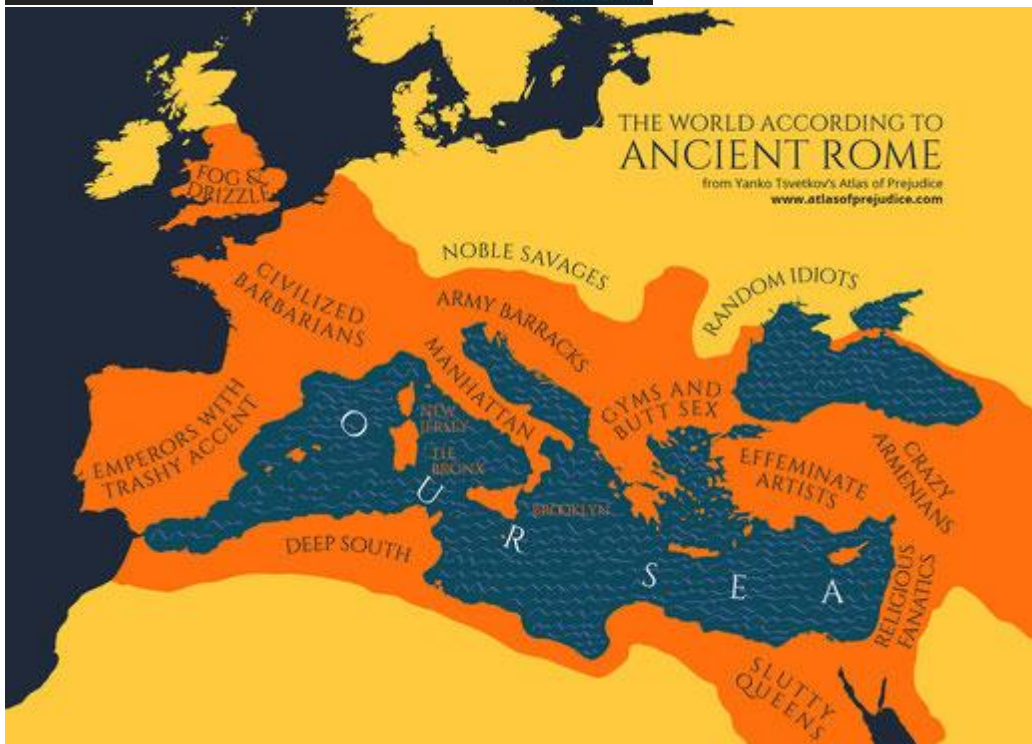 THE WORLD ACCORDING TO
ANCIENT ROME
from Yanko Tsvetkov's Atlas of Prejudice
www.atlasofprejudice.com
FOG &
DRIZZLE
NOBLE SAVAGES
RANDOM IDIOTS
CIVILIZED
BARBARIANS
ARMY BARRACKS
MANHATTAN
GYMS AND
BUTT SEX
EMPERORS WITH
TRASHY ACCENT
NEW
JERSEY
THE
BRONX
BROOKLYN
EFFEMINATE
ARTISTS
CRAZY
ARMENIANS
DEEP SOUTH
OUR SEA
RELIGIOUS
FANATICS
SLUTTY
QUEENS